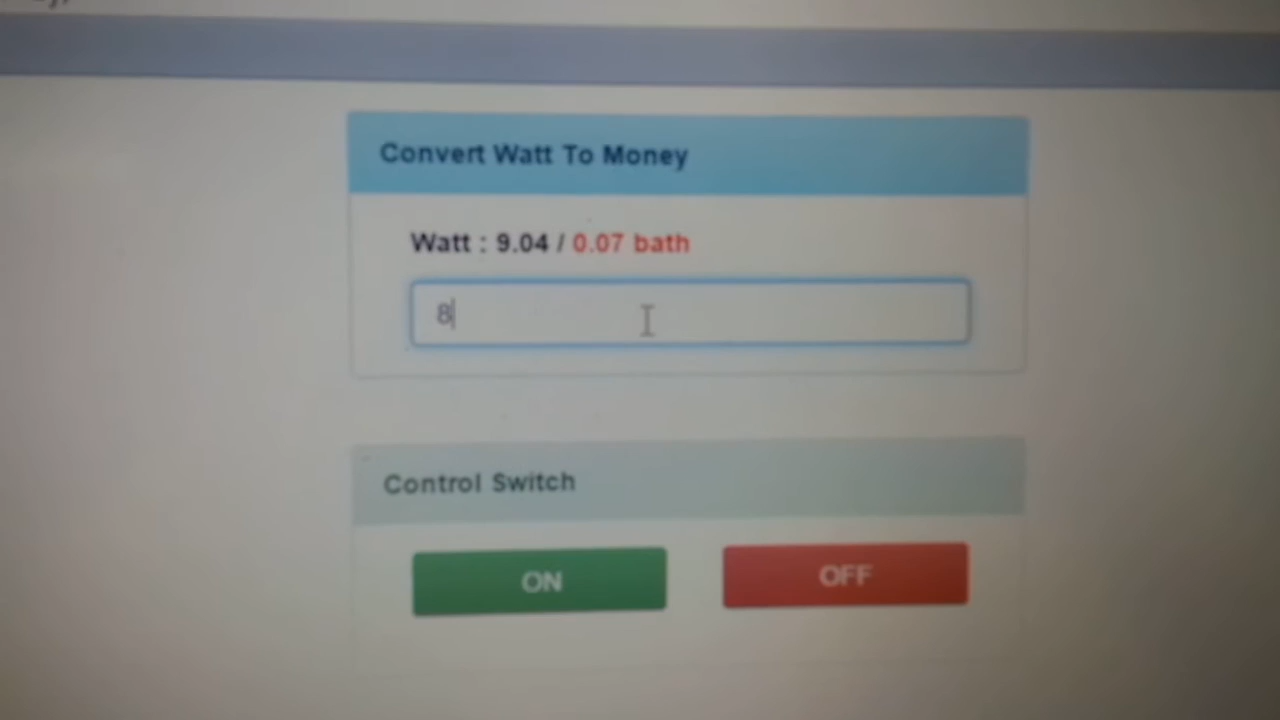 Convert Watt To Money
Watt : 9.04 / 0.07 bath
8
Control Switch
ON
OFF